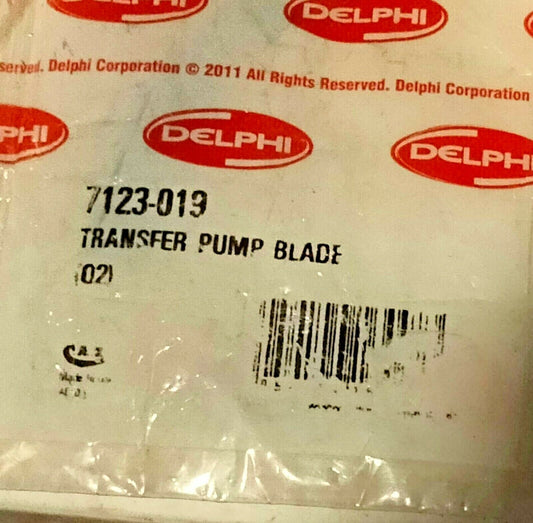 DELPHI
DELPHI
served. Delphi Corporation © 2011 All Rights Reserved. Delphi Corporation
PHI
DELPHI
DELPHI
7123-019
TRANSFER PUMP BLADE
(02)